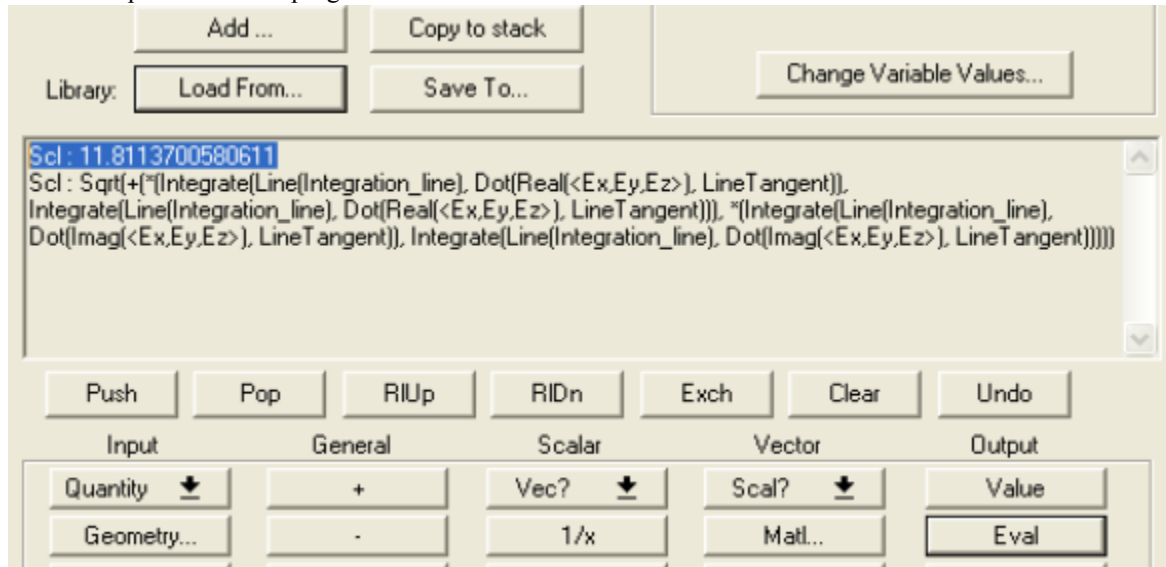 Add ... Copy to stack
Change Variable Values...
Library: Load From... Save To...
Scl : 11.8113700580611
Scl : Sqrt(+(*(Integrate(Line(Integration_line), Dot(Real(<Ex,Ey,Ez>), LineTangent)),
Integrate(Line(Integration_line), Dot(Real(<Ex,Ey,Ez>), LineTangent))), *(Integrate(Line(Integration_line),
Dot(Imag(<Ex,Ey,Ez>), LineTangent)), Integrate(Line(Integration_line), Dot(Imag(<Ex,Ey,Ez>), LineTangent)))))
Push Pop RlUp RlDn Exch Clear Undo
Input General Scalar Vector Output
Quantity + Vec? Scal? Value
Geometry... - 1/x Matl... Eval